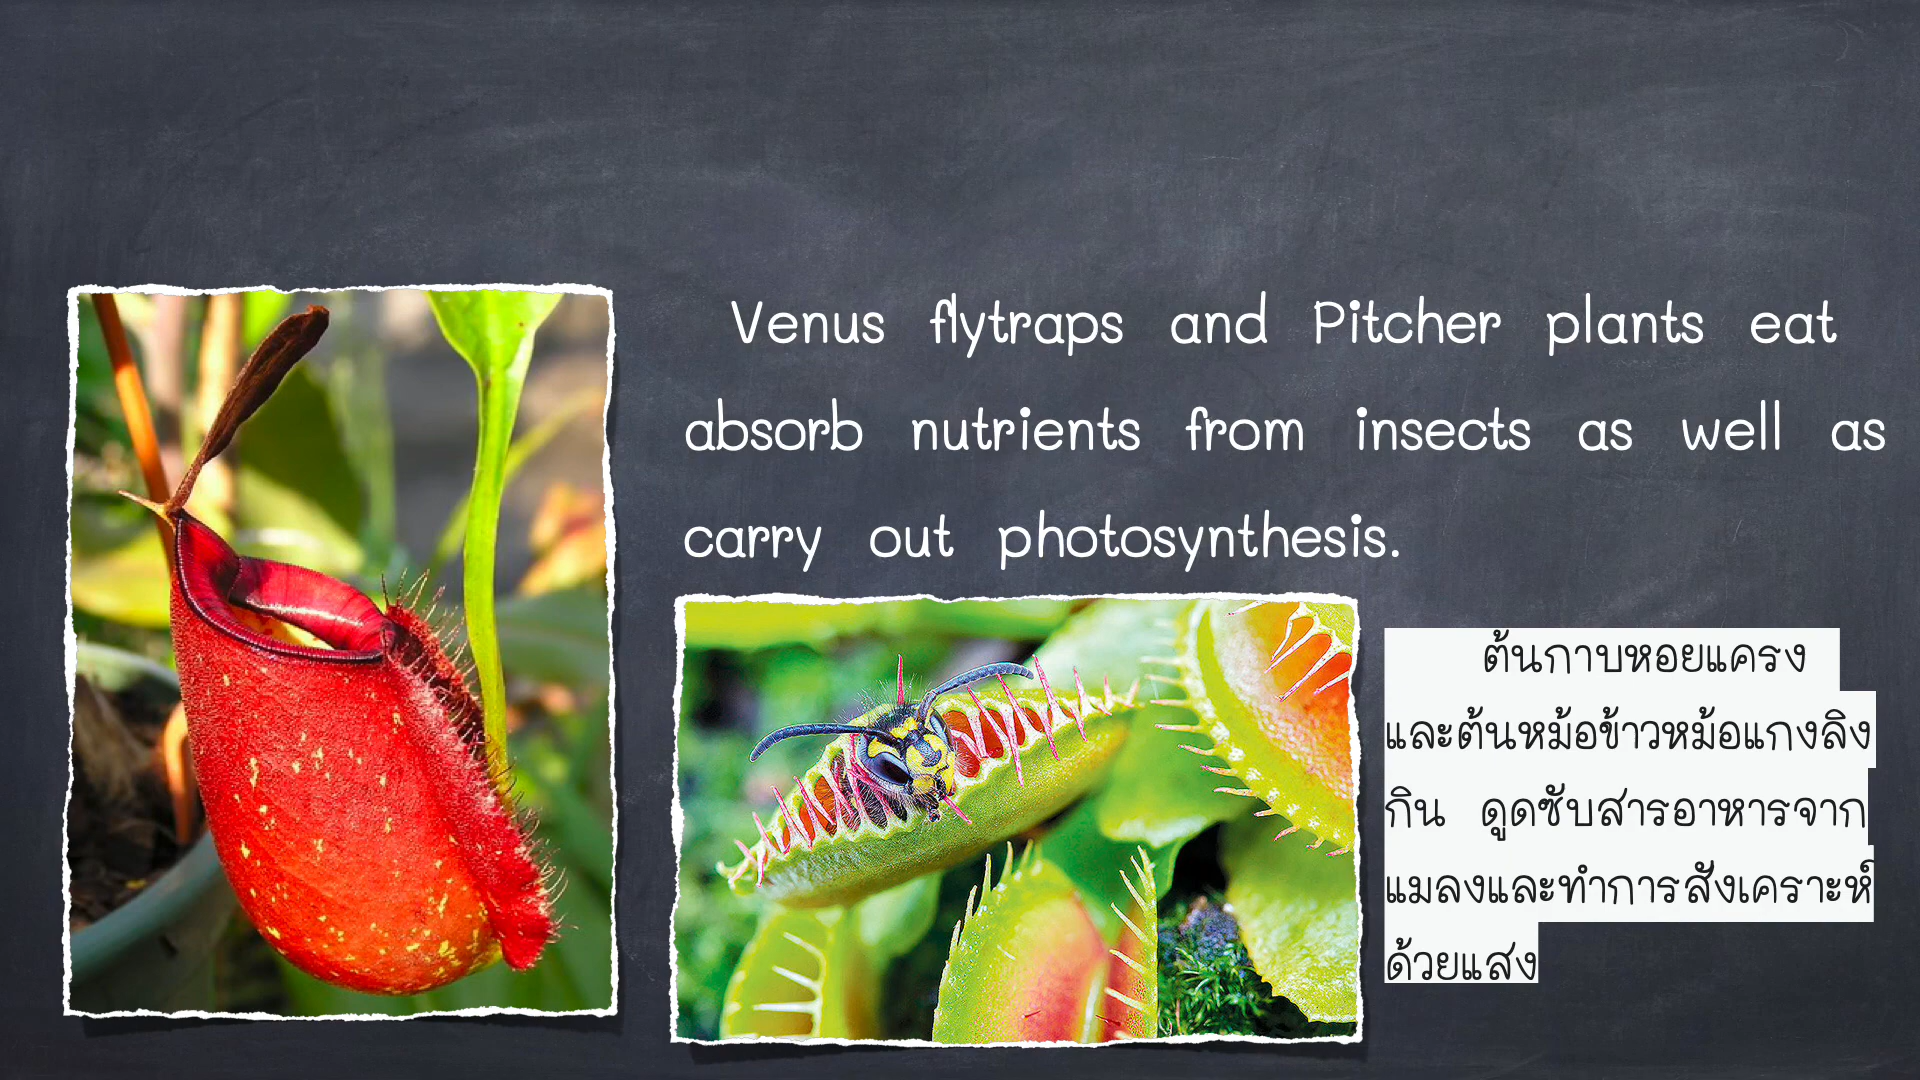 Venus flytraps and Pitcher plants eat
absorb nutrients from insects as well as
carry out photosynthesis.
ต้นกาบหอยแครง
และต้นหม้อข้าวหม้อแกงลิง
กิน ดูดซับสารอาหารจาก
แมลงและทำการสังเคราะห์
ด้วยแสง